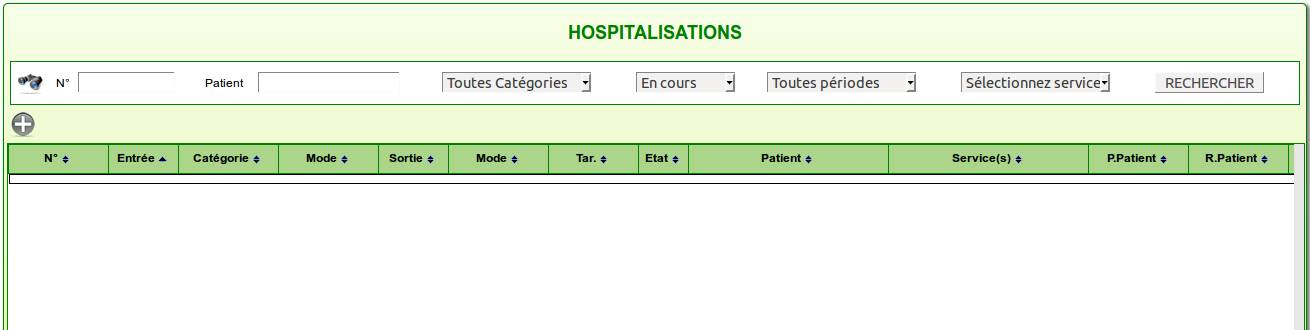 HOSPITALISATIONS
N° Patient Toutes Catégories En cours Toutes périodes Sélectionnez service RECHERCHER
N° Entrée Catégorie Mode Sortie Mode Tar. Etat Patient Service(s) P.Patient R.Patient